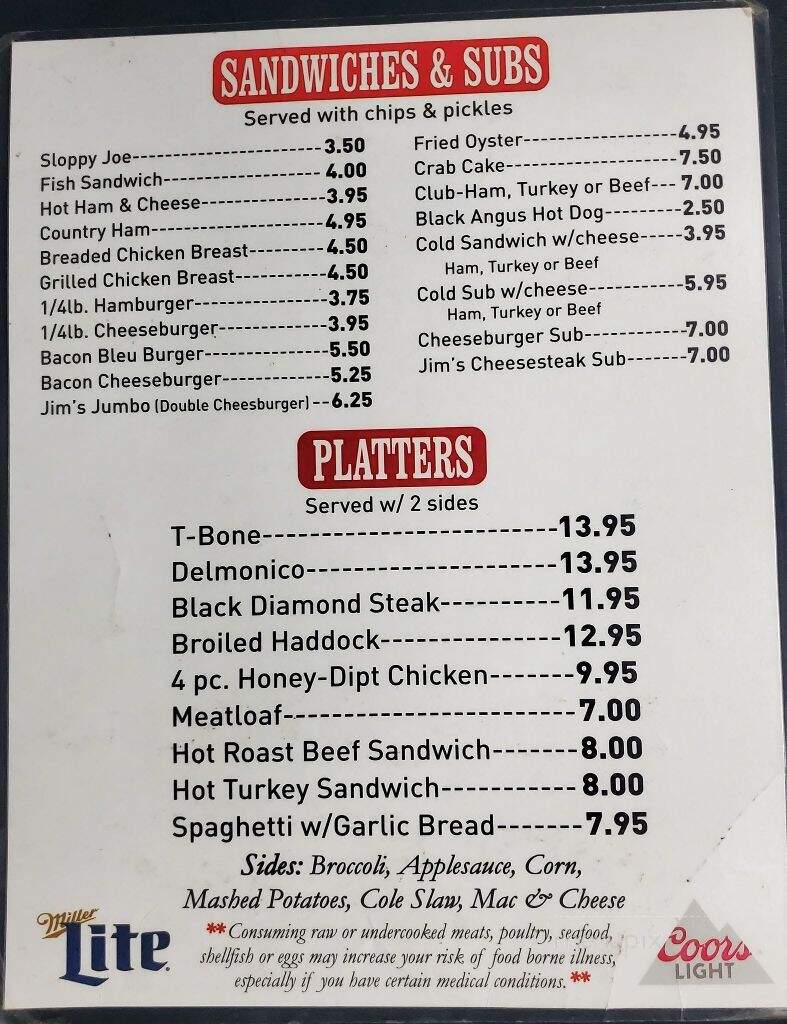 SANDWICHES & SUBS
Served with chips & pickles
Sloppy Joe-----------------------3.50
Fish Sandwich------------------- 4.00
Hot Ham & Cheese---------------3.95
Country Ham---------------------4.95
Breaded Chicken Breast---------4.50
Grilled Chicken Breast-----------4.50
1/4lb. Hamburger----------------3.75
1/4lb. Cheeseburger-------------3.95
Bacon Bleu Burger---------------5.50
Bacon Cheeseburger------------5.25
Jim's Jumbo (Double Cheesburger)--6.25
Fried Oyster-------------------4.95
Crab Cake---------------------7.50
Club-Ham, Turkey or Beef--- 7.00
Black Angus Hot Dog---------2.50
Cold Sandwich w/cheese-----3.95
Ham, Turkey or Beef
Cold Sub w/cheese-----------5.95
Ham, Turkey or Beef
Cheeseburger Sub------------7.00
Jim's Cheesesteak Sub-------7.00
PLATTERS
Served w/ 2 sides
T-Bone-------------------------13.95
Delmonico---------------------13.95
Black Diamond Steak----------11.95
Broiled Haddock---------------12.95
4 pc. Honey-Dipt Chicken-------9.95
Meatloaf------------------------7.00
Hot Roast Beef Sandwich-------8.00
Hot Turkey Sandwich------------8.00
Spaghetti w/Garlic Bread-------7.95
Sides: Broccoli, Applesauce, Corn,
Mashed Potatoes, Cole Slaw, Mac & Cheese
**Consuming raw or undercooked meats, poultry, seafood,
shellfish or eggs may increase your risk of food borne illness,
especially if you have certain medical conditions.**
Miller
Lite
Coors
LIGHT